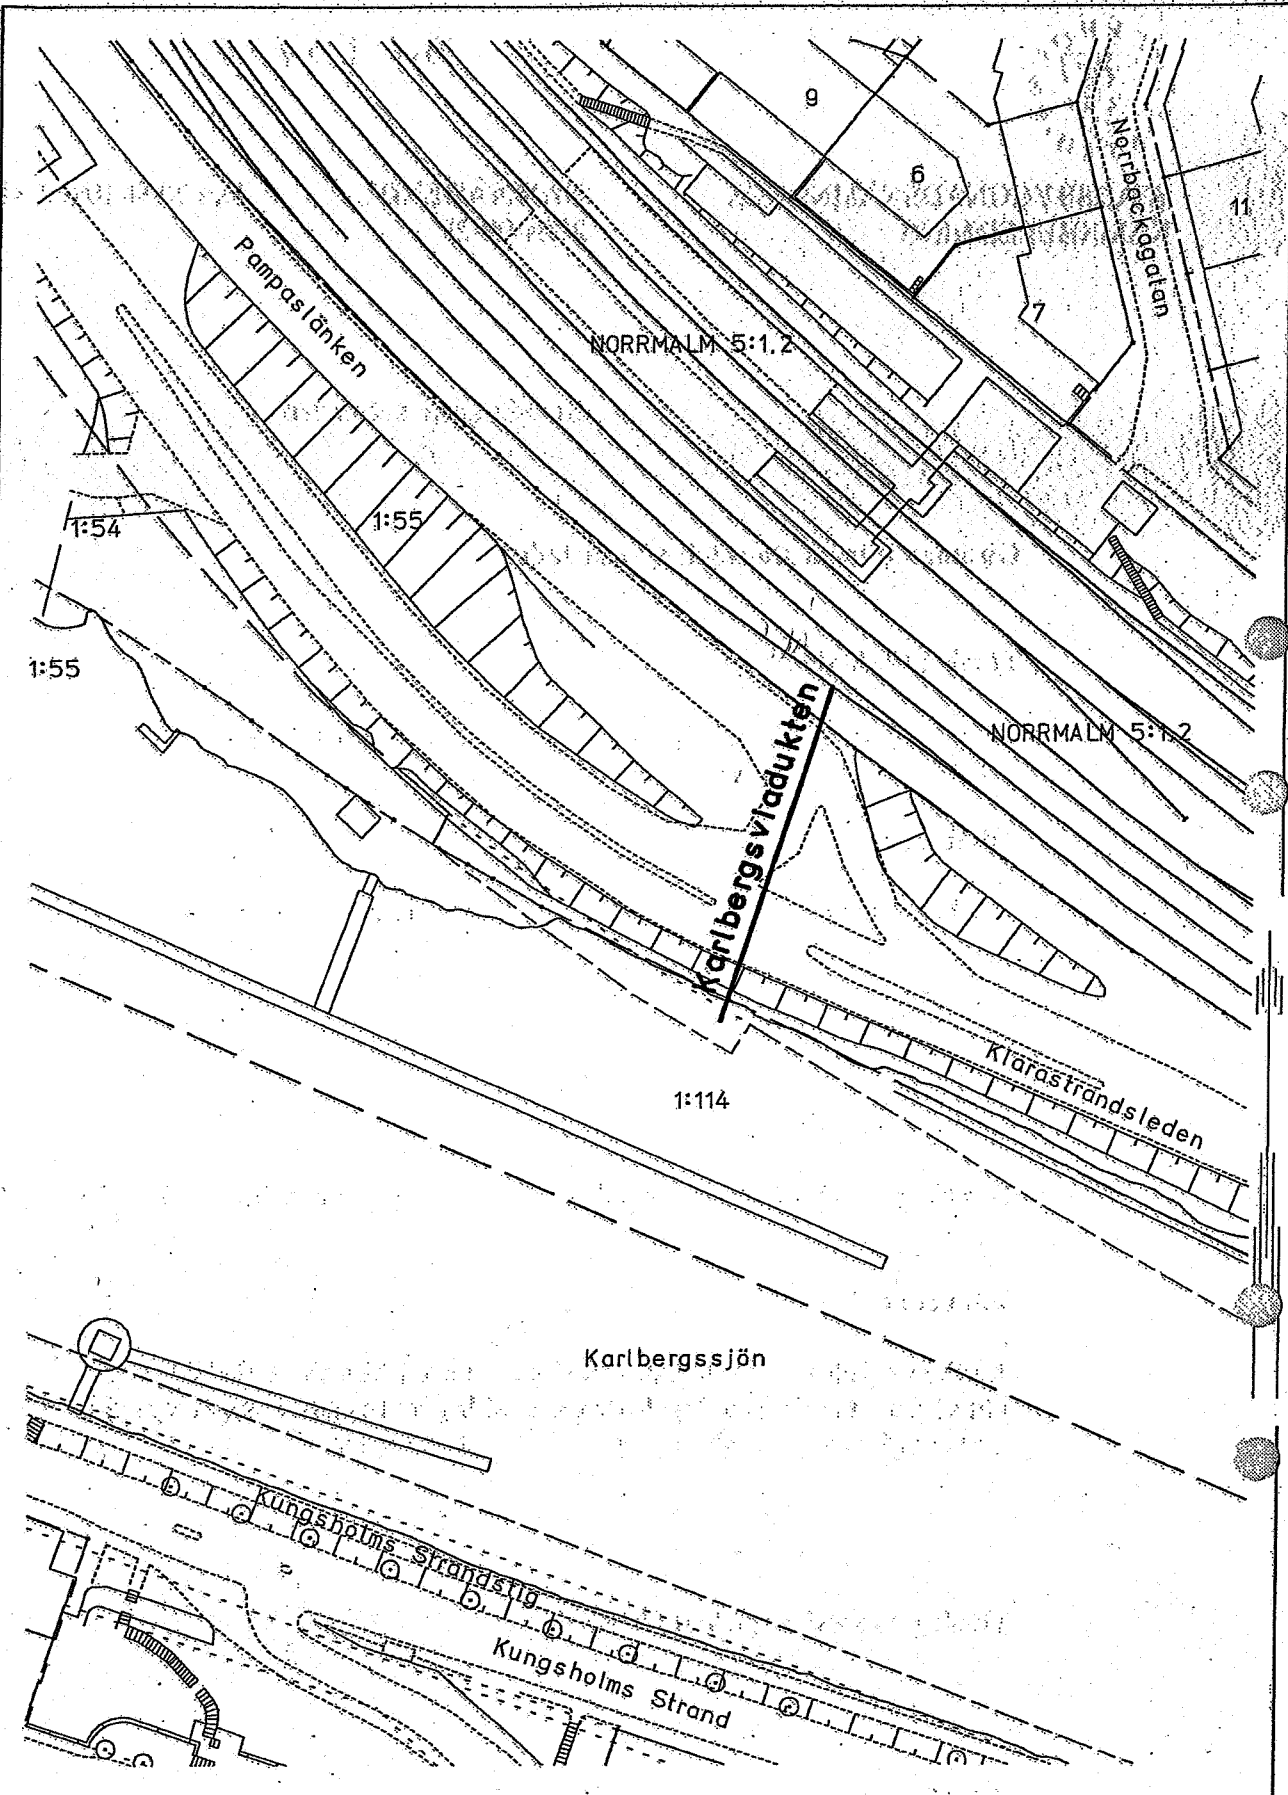 9
6
11
Norrbackagatan
7
Pampaslänken
NORRMALM 5:1.2
1:55
1:54
1:55
Karlbergsviadukten
NORRMALM 5:1.2
Klarastrandsleden
1:114
Karlbergssjön
Kungsholms Strandstig
Kungsholms Strand